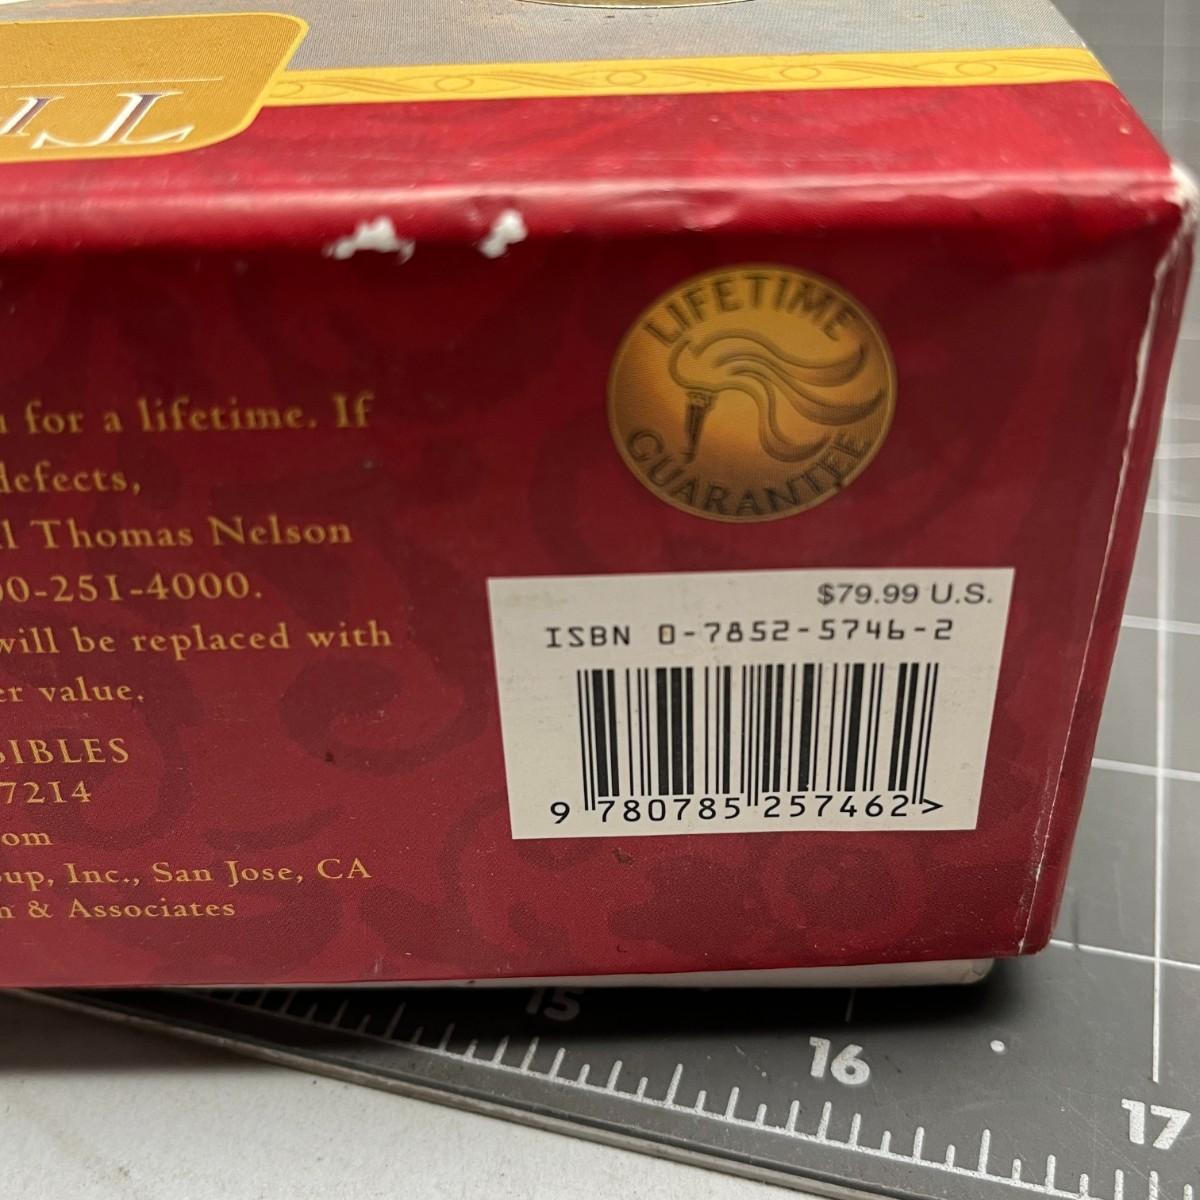 for a lifetime. If
defects,
Thomas Nelson
00-251-4000.
will be replaced with
er value.
BIBLES
7214
om
oup, Inc., San Jose, CA
n & Associates
LIFETIME
GUARANTEE
$79.99 U.S.
ISBN 0-7852-5746-2
9 780785 257462 >
15
16
17